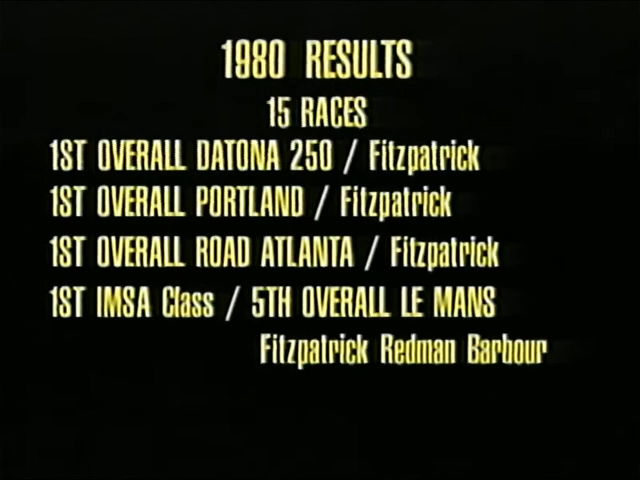 1980 RESULTS
15 RACES
1ST OVERALL DATONA 250 / Fitzpatrick
1ST OVERALL PORTLAND / Fitzpatrick
1ST OVERALL ROAD ATLANTA / Fitzpatrick
1ST IMSA Class / 5TH OVERALL LE MANS
Fitzpatrick Redman Barbour